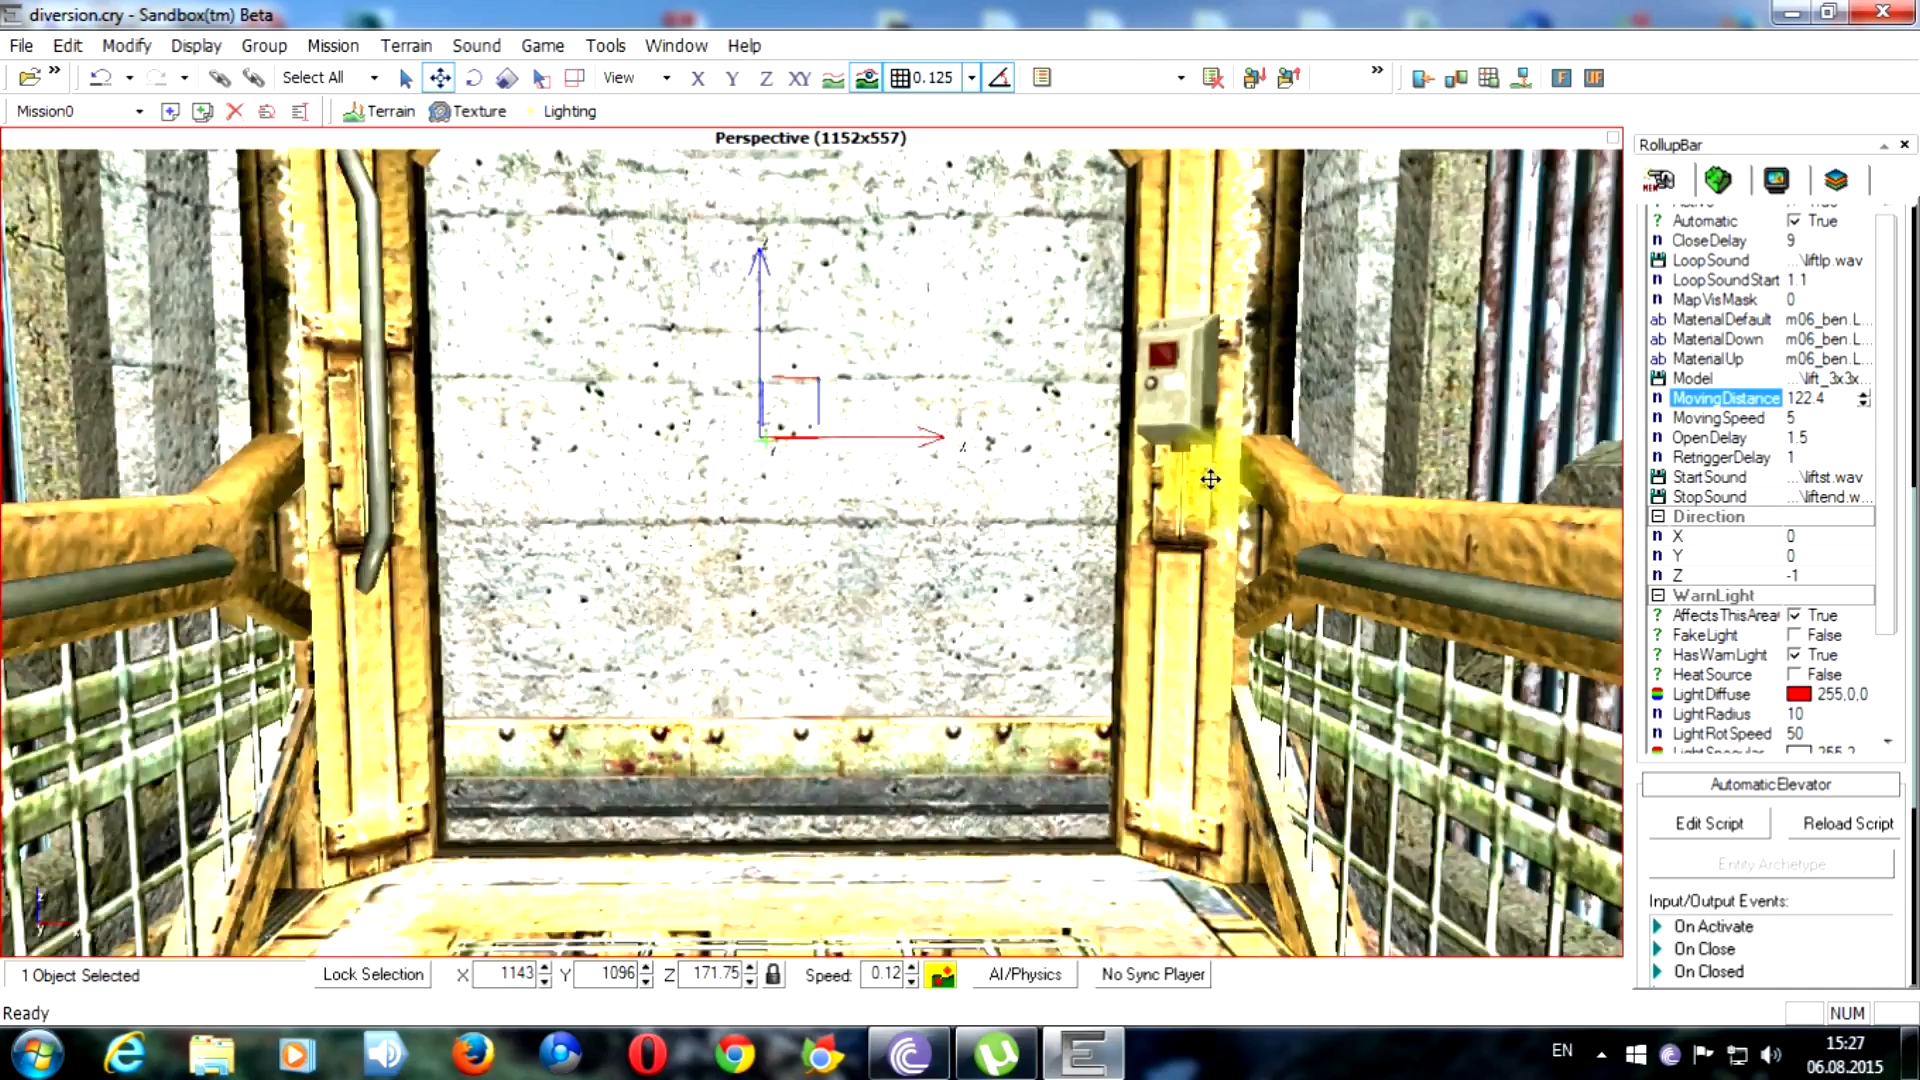 diversion.cry - Sandbox(tm) Beta
File Edit Modify Display Group Mission Terrain Sound Game Tools Window Help
Select All View X Y Z XY 0.125
Mission0 Terrain Texture Lighting
Perspective (1152x557)
RollupBar
Automatic True
CloseDelay 9
LoopSound ...\liftlp.wav
LoopSoundStart 1.1
MapVisMask 0
MaterialDefault m06_ben.L...
MaterialDown m06_ben.L...
MaterialUp m06_ben.L...
Model ...\lift_3x3x...
MovingDistance 122.4
MovingSpeed 5
OpenDelay 1.5
RetriggerDelay 1
StartSound ...\liftst.wav
StopSound ...\liftend.w...
Direction
X 0
Y 0
Z -1
WarnLight
AffectsThisArea True
FakeLight False
HasWarnLight True
HeatSource False
LightDiffuse 255,0,0
LightRadius 10
LightRotSpeed 50
AutomaticElevator
Edit Script Reload Script
Entity Archetype
Input/Output Events:
On Activate
On Close
On Closed
1 Object Selected Lock Selection X 1143 Y 1096 Z 171.75 Speed: 0.12 AI/Physics No Sync Player
Ready NUM
EN 15:27
06.08.2015